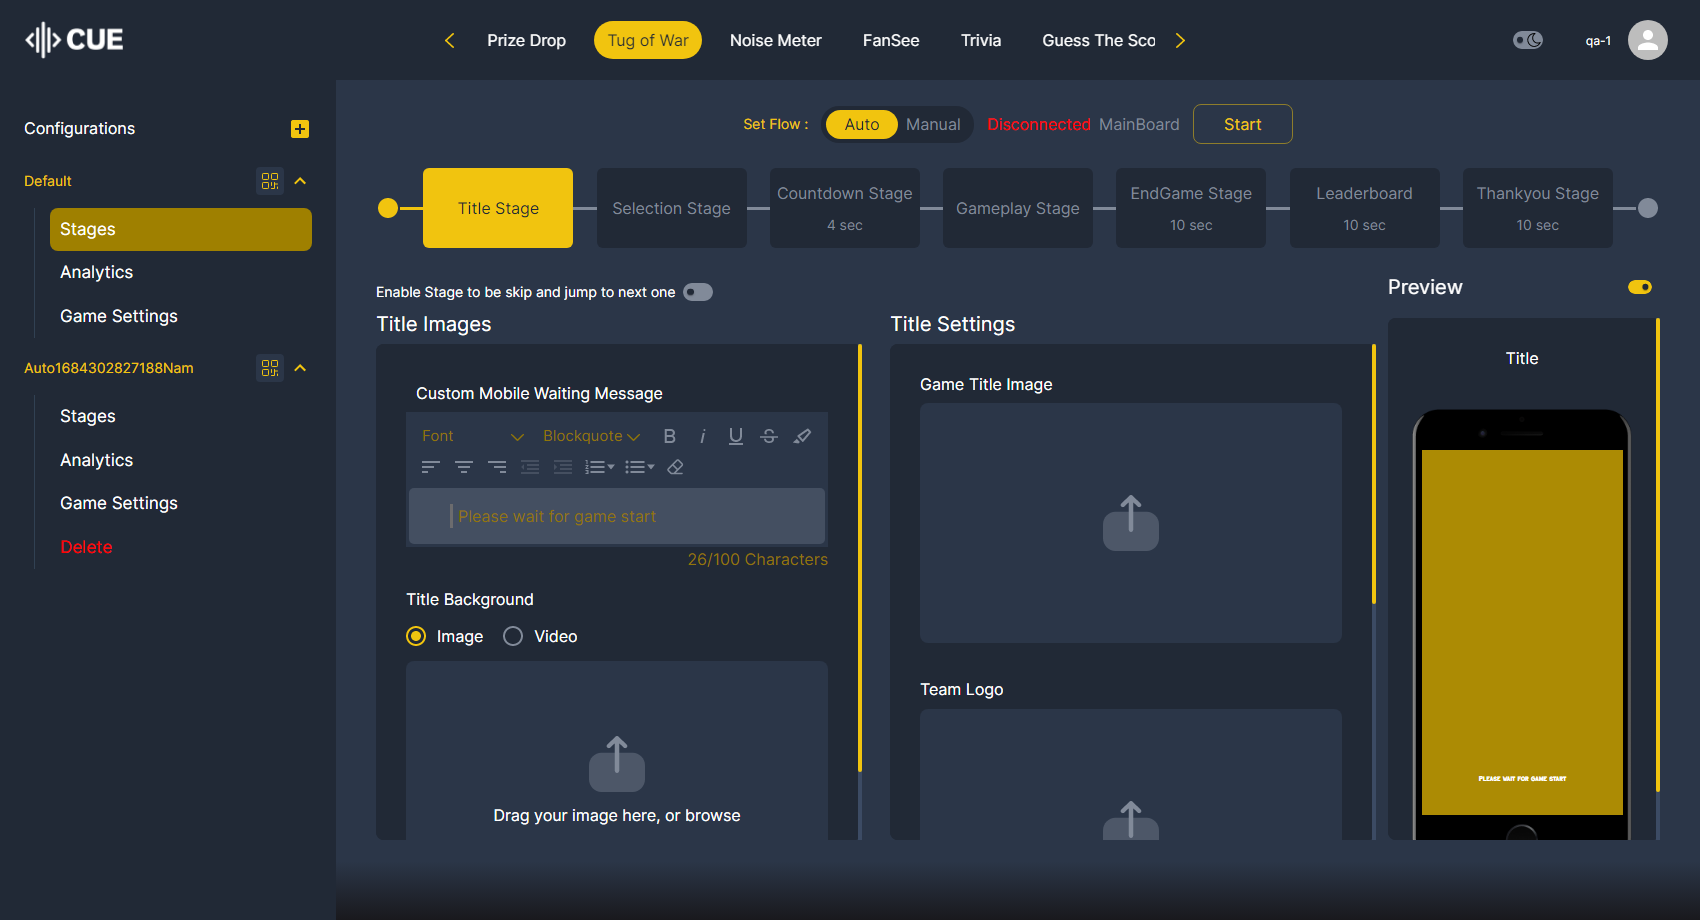 CUE
Prize Drop
Tug of War
Noise Meter
FanSee
Trivia
Guess The Sco
qa-1
Configurations
Default
Stages
Analytics
Game Settings
Auto1684302827188Nam
Stages
Analytics
Game Settings
Delete
Set Flow :
Auto
Manual
Disconnected MainBoard
Start
Title Stage
Selection Stage
Countdown Stage
4 sec
Gameplay Stage
EndGame Stage
10 sec
Leaderboard
10 sec
Thankyou Stage
10 sec
Enable Stage to be skip and jump to next one
Title Images
Custom Mobile Waiting Message
Font
Blockquote
B
i
U
S
Please wait for game start
26/100 Characters
Title Background
Image
Video
Drag your image here, or browse
Title Settings
Game Title Image
Team Logo
Preview
Title
PLEASE WAIT FOR GAME START